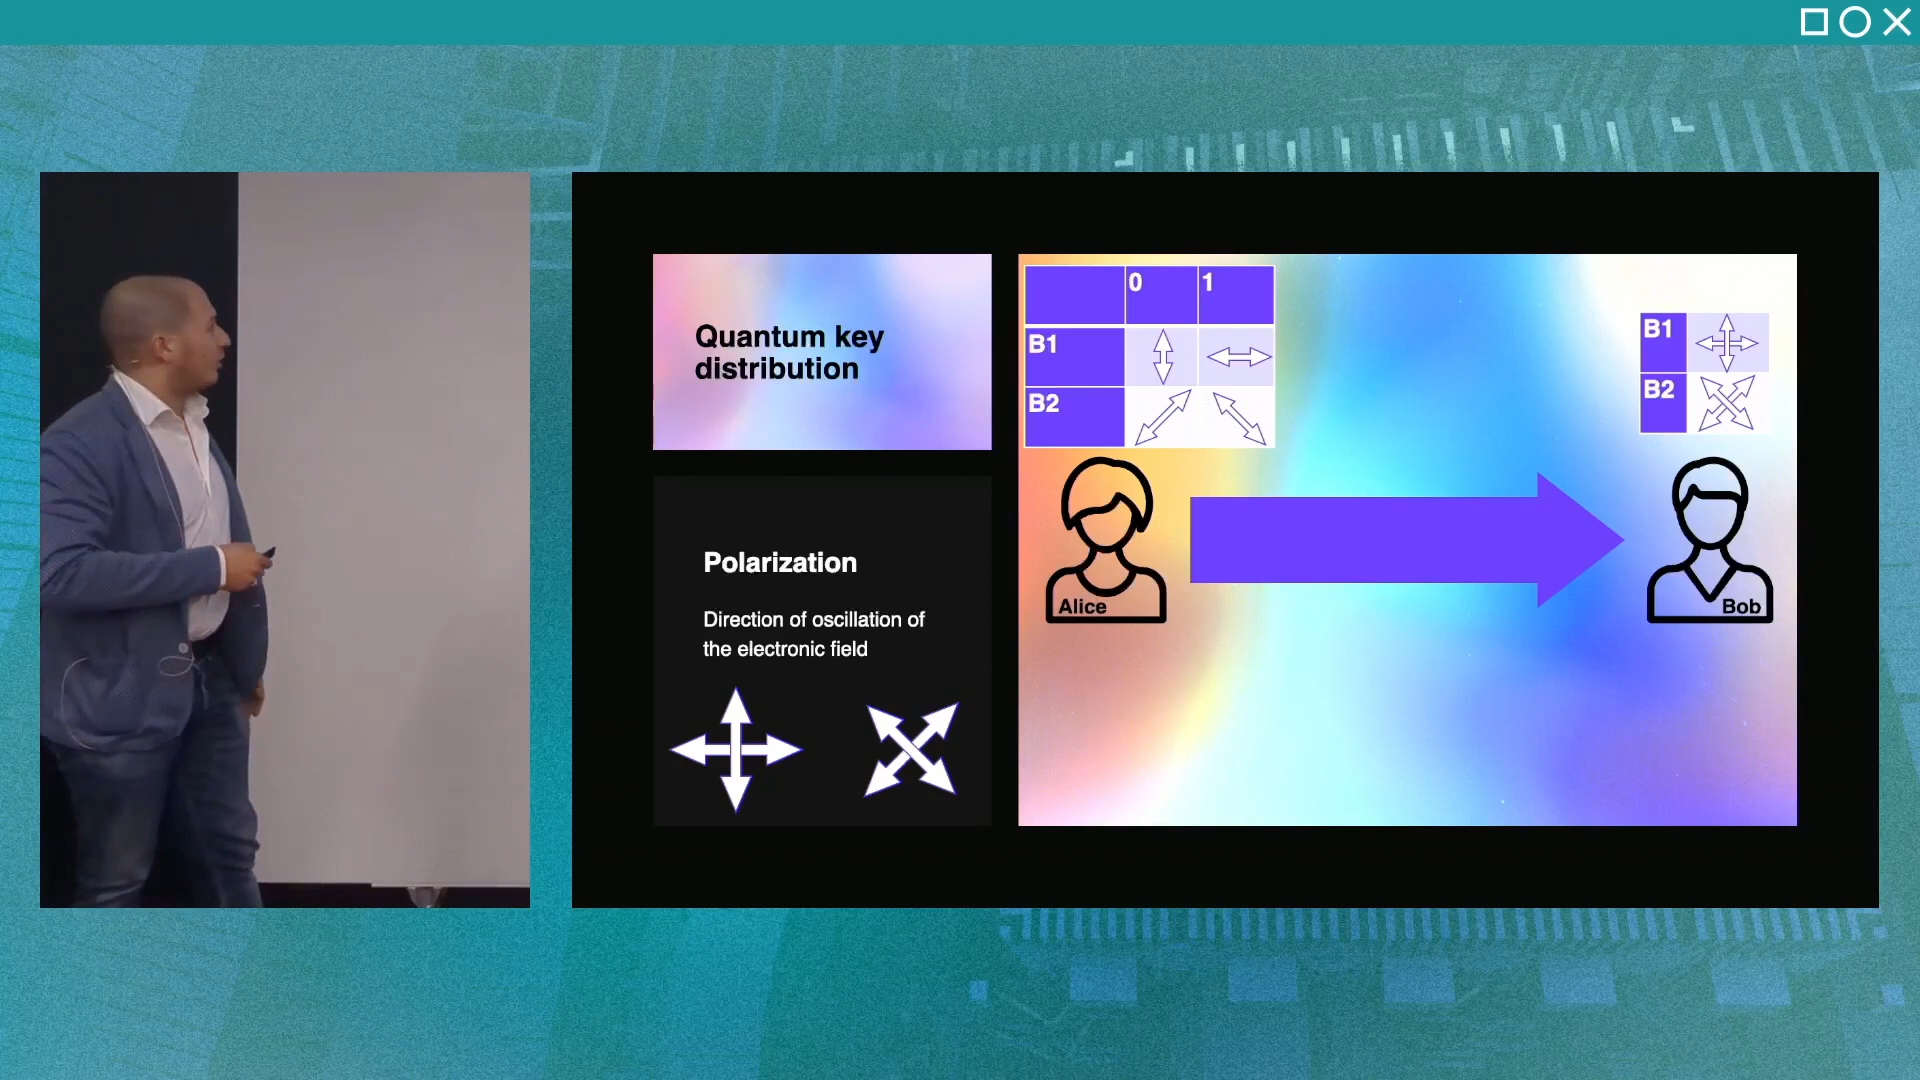 Quantum key
distribution
Polarization
Direction of oscillation of
the electronic field
0 1
B1
B2
B1
B2
Alice
Bob